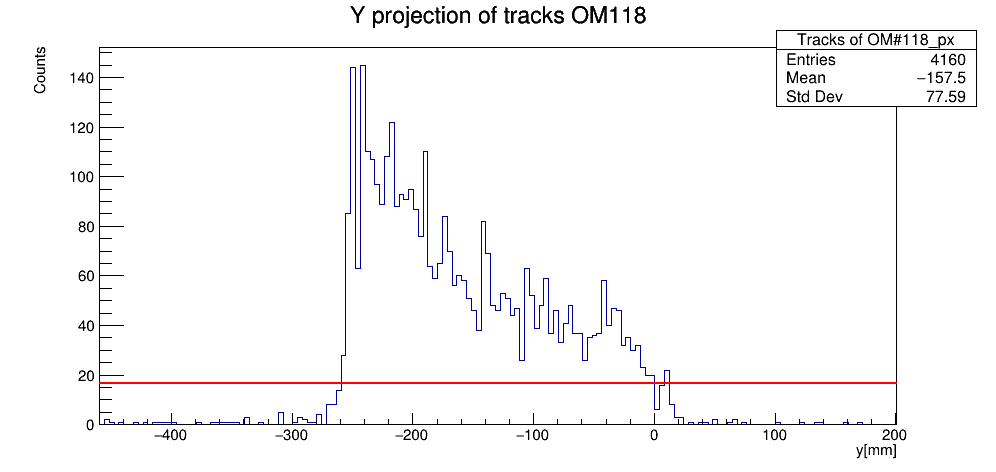 Y projection of tracks OM118
Counts
Tracks of OM#118_px
Entries 4160
Mean −157.5
Std Dev 77.59
140
120
100
80
60
40
20
0
−400 −300 −200 −100 0 100 200
y[mm]